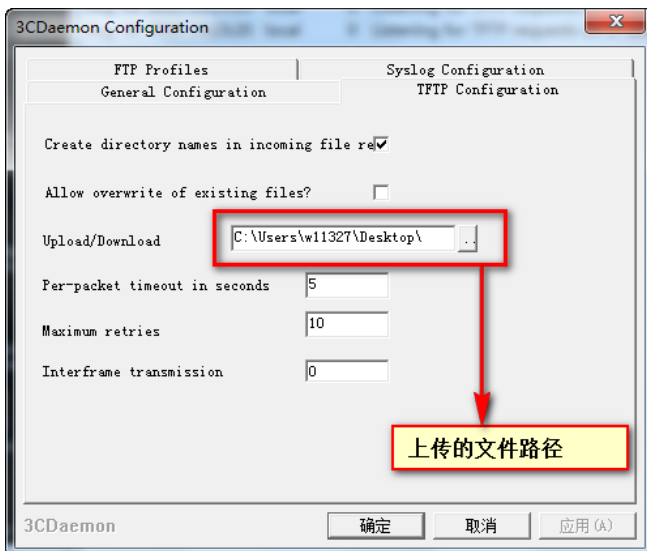 3CDaemon Configuration
FTP Profiles
Syslog Configuration
General Configuration
TFTP Configuration
Create directory names in incoming file re
Allow overwrite of existing files?
Upload/Download
C:\Users\w11327\Desktop\
..
Per-packet timeout in seconds
5
Maximum retries
10
Interframe transmission
0
上传的文件路径
3CDaemon
确定
取消
应用(A)